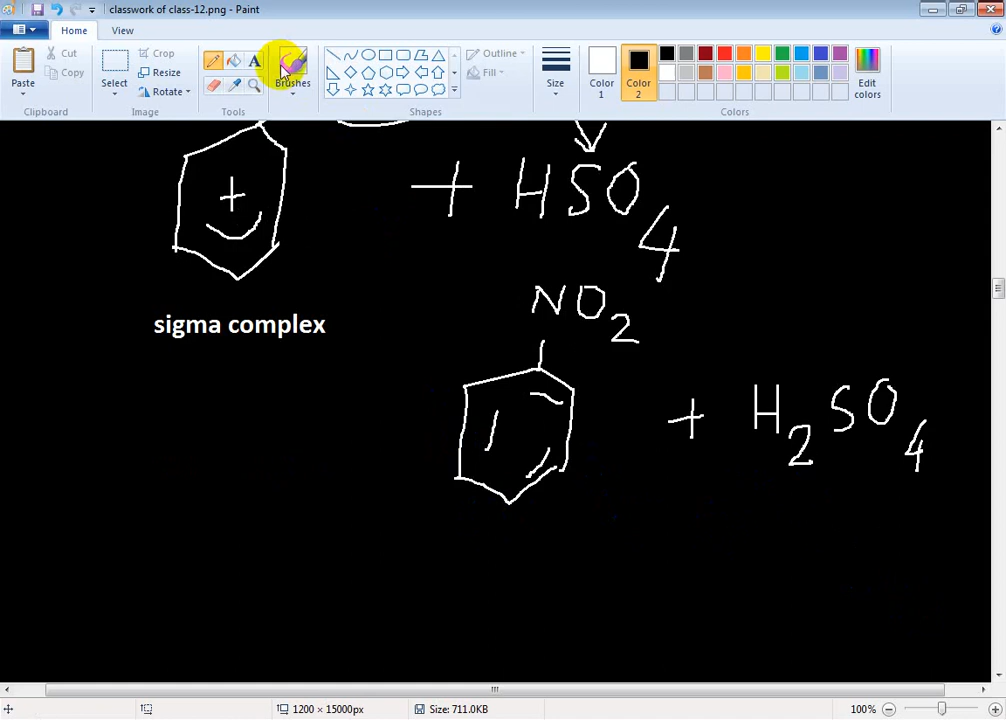 classwork of class-12.png - Paint
Home View
Paste
Cut
Copy
Clipboard
Select
Crop
Resize
Rotate
Image
Tools
Brushes
Shapes
Outline
Fill
Size
Color 1
Color 2
Edit colors
Colors
+ + HSO4
sigma complex
NO2
+ H2SO4
1200 × 15000px
Size: 711.0KB
100%